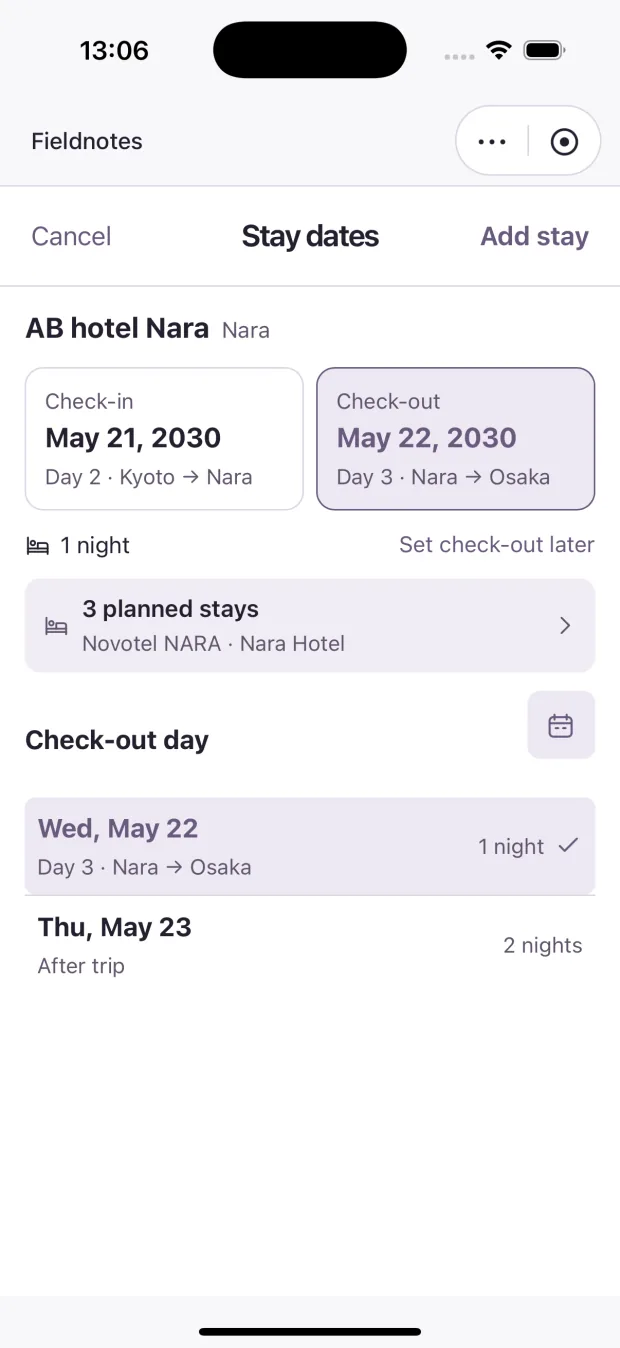 13:06
Fieldnotes
Cancel
Stay dates
Add stay
AB hotel Nara Nara
Check-in
May 21, 2030
Day 2 · Kyoto → Nara
Check-out
May 22, 2030
Day 3 · Nara → Osaka
1 night
Set check-out later
3 planned stays
Novotel NARA · Nara Hotel
Check-out day
Wed, May 22
Day 3 · Nara → Osaka
1 night
Thu, May 23
After trip
2 nights